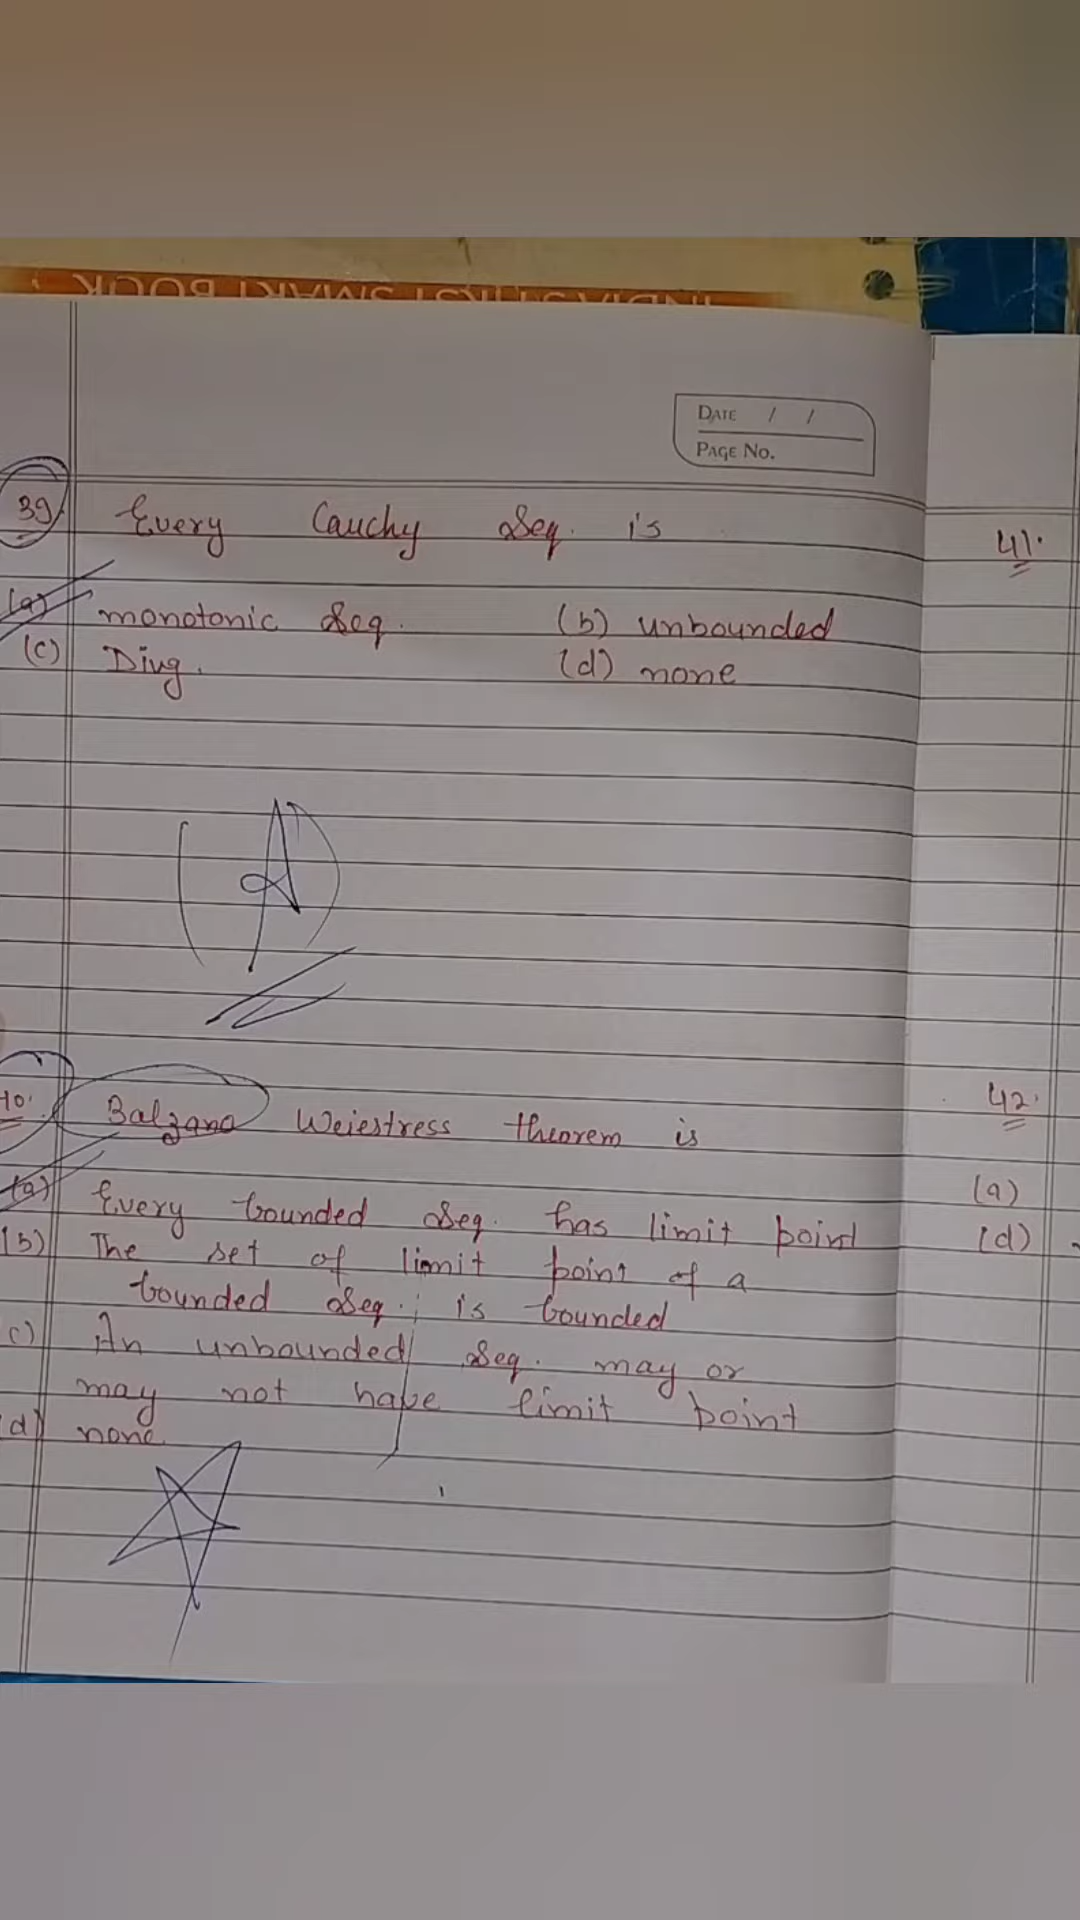 DATE / /
PAGE NO.
39. Every Cauchy Seq. is
(a) monotonic Seq. (b) unbounded
(c) Divg. (d) none
(A)
40. Balzano Weiestress theorem is
(a) Every bounded Seq. has limit point
(b) The set of limit point of a
bounded Seq. is bounded
(c) An unbounded Seq. may or
may not have limit point
(d) none
41.
42.
(a)
(d)